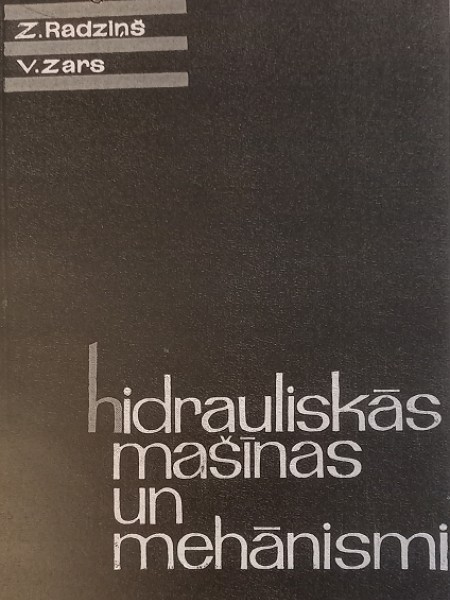 Z.Radziņš
V.Zars
hidrauliskās
mašīnas
un
mehānismi